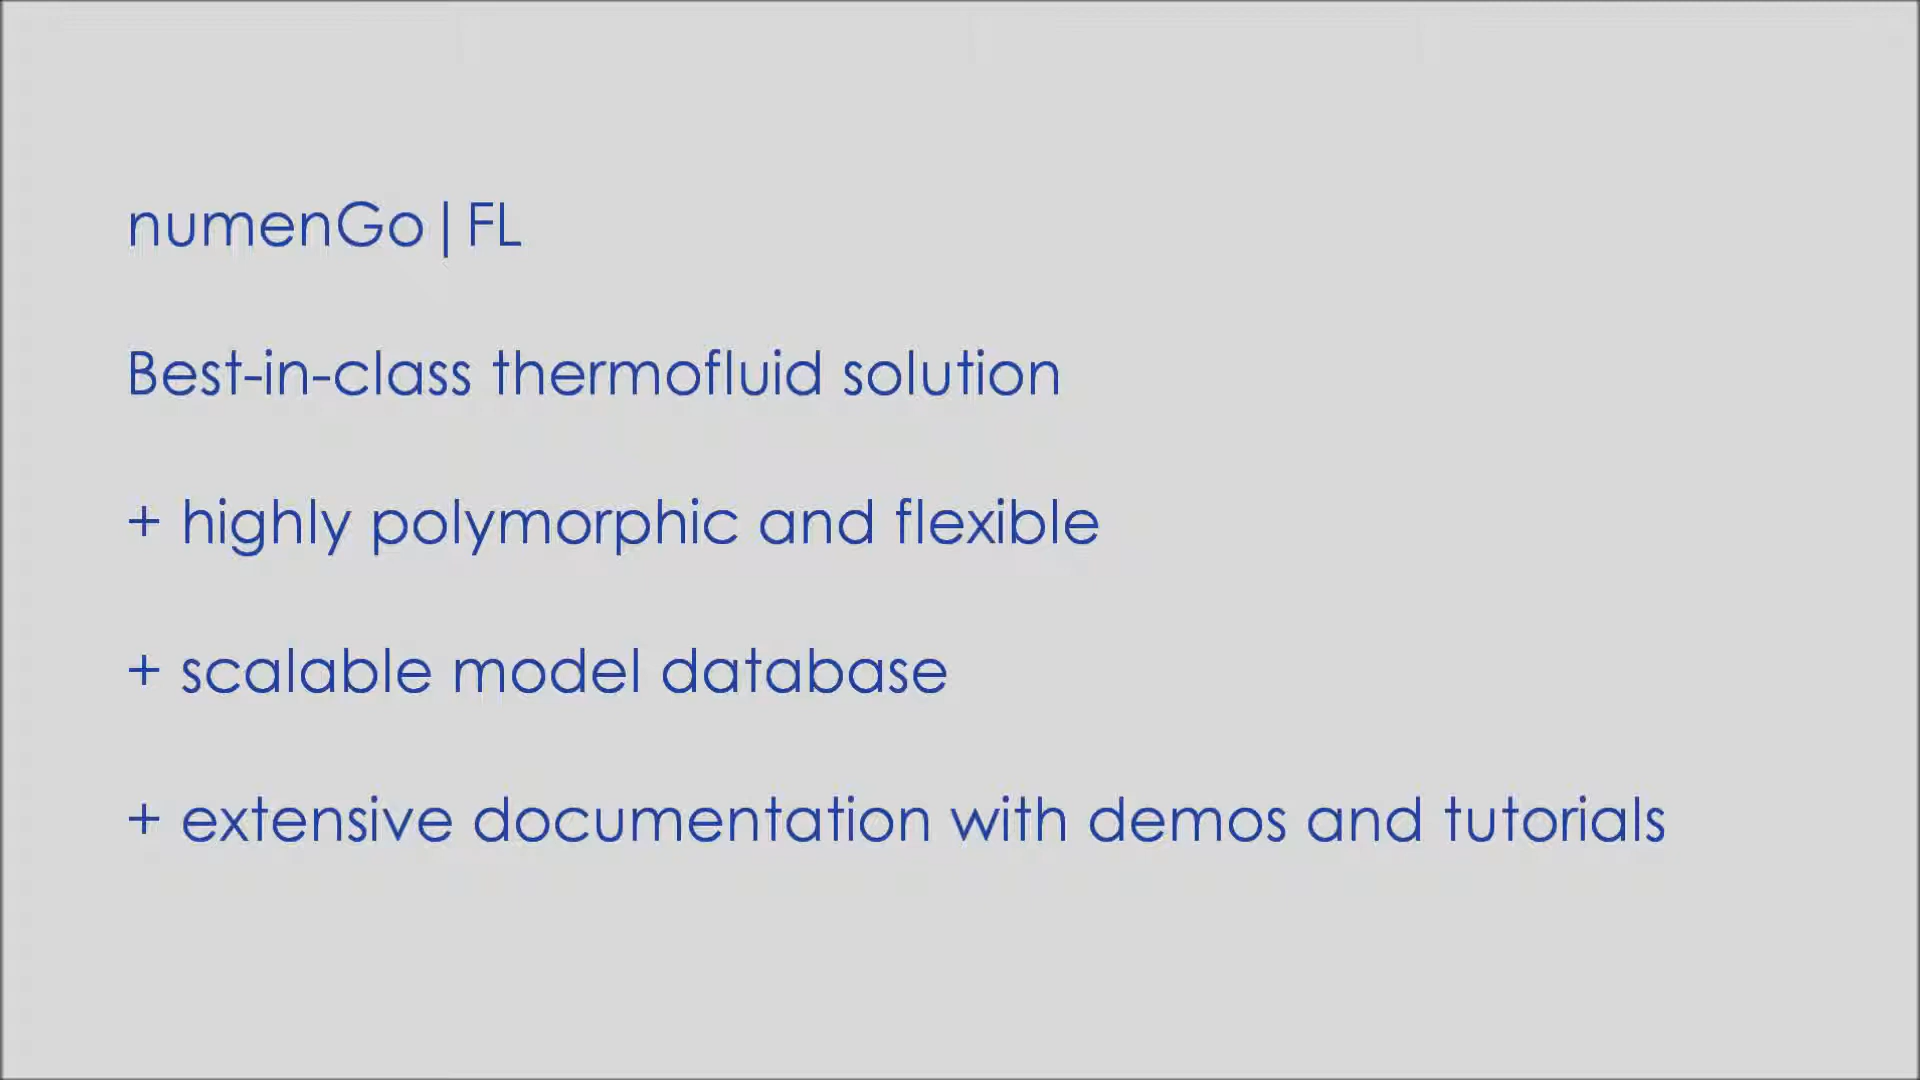 numenGo|FL
Best-in-class thermofluid solution
+ highly polymorphic and flexible
+ scalable model database
+ extensive documentation with demos and tutorials